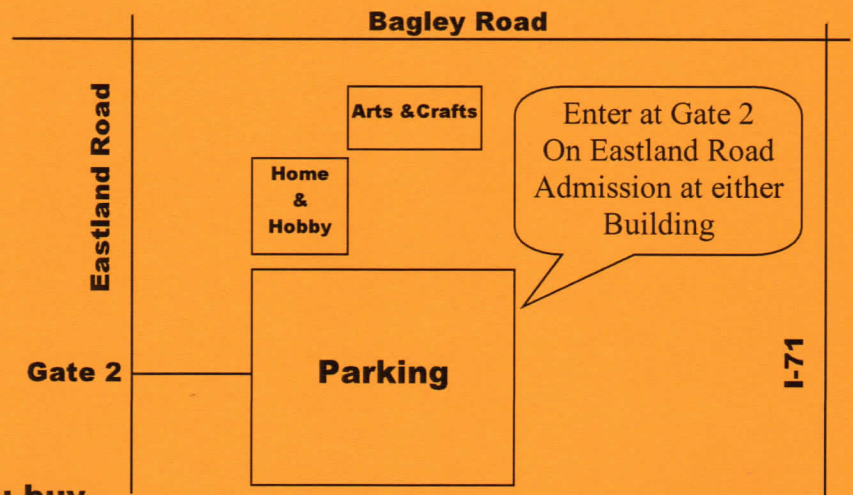 Bagley Road
Eastland Road
Arts &Crafts
Home
&
Hobby
Enter at Gate 2
On Eastland Road
Admission at either
Building
Gate 2
Parking
I-71
buy